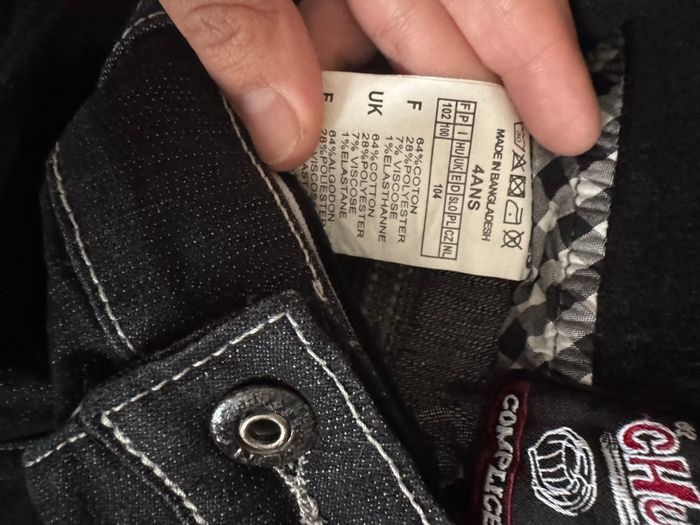 MADE IN BANGLADESH
4ANS
F P I HU UK E D SLO PL CZ NL
102 100 104
F 64%COTON
28%POLYESTER
7% VISCOSE
1%ELASTHANNE
UK 64%COTTON
28%POLYESTER
7% VISCOSE
1%ELASTANE
64%ALGODON
COMPLICE